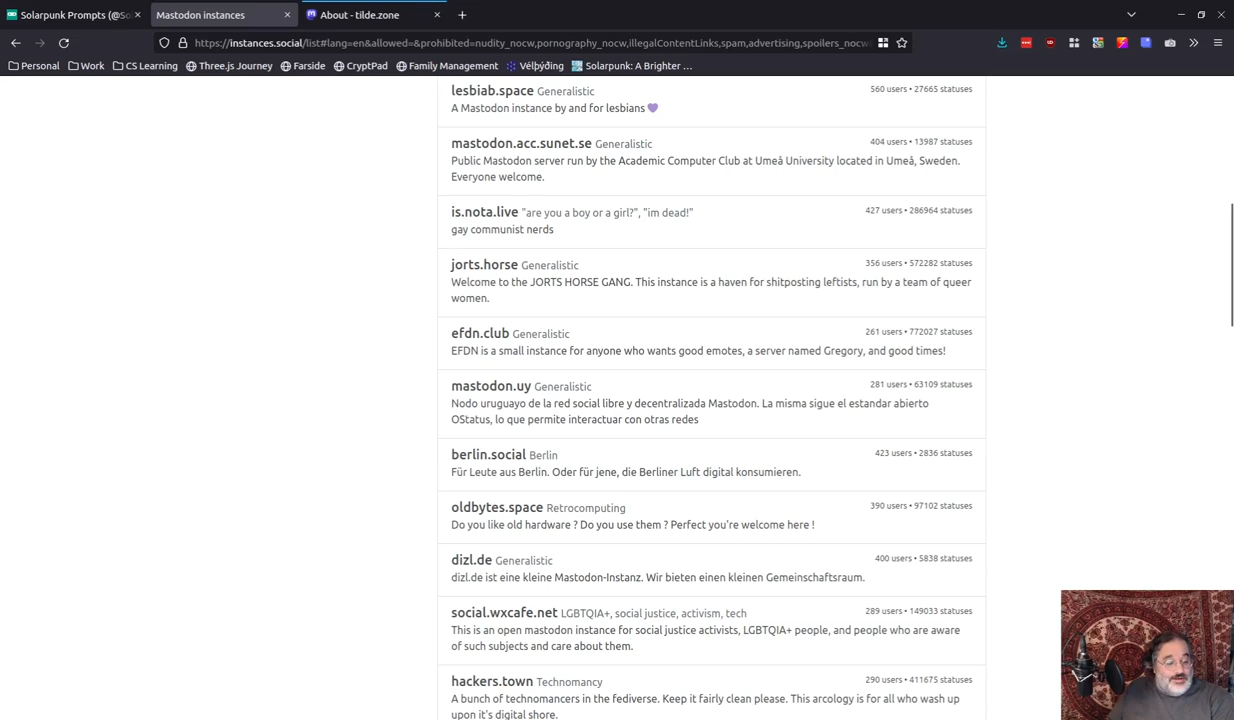 Solarpunk Prompts (@So
Mastodon instances
About - tilde.zone
https://instances.social/list#lang=en&allowed=&prohibited=nudity_nocw,pornography_nocw,illegalContentLinks,spam,advertising,spoilers_nocw
Personal Work CS Learning Three.js Journey Farside CryptPad Family Management Vélþýðing Solarpunk: A Brighter ...
lesbiab.space Generalistic 560 users • 27665 statuses
A Mastodon instance by and for lesbians 💜
mastodon.acc.sunet.se Generalistic 404 users • 13987 statuses
Public Mastodon server run by the Academic Computer Club at Umeå University located in Umeå, Sweden.
Everyone welcome.
is.nota.live "are you a boy or a girl?", "im dead!" 427 users • 286964 statuses
gay communist nerds
jorts.horse Generalistic 356 users • 572282 statuses
Welcome to the JORTS HORSE GANG. This instance is a haven for shitposting leftists, run by a team of queer
women.
efdn.club Generalistic 261 users • 772027 statuses
EFDN is a small instance for anyone who wants good emotes, a server named Gregory, and good times!
mastodon.uy Generalistic 281 users • 63109 statuses
Nodo uruguayo de la red social libre y decentralizada Mastodon. La misma sigue el estandar abierto
OStatus, lo que permite interactuar con otras redes
berlin.social Berlin 423 users • 2836 statuses
Für Leute aus Berlin. Oder für jene, die Berliner Luft digital konsumieren.
oldbytes.space Retrocomputing 390 users • 97102 statuses
Do you like old hardware ? Do you use them ? Perfect you're welcome here !
dizl.de Generalistic 400 users • 5838 statuses
dizl.de ist eine kleine Mastodon-Instanz. Wir bieten einen kleinen Gemeinschaftsraum.
social.wxcafe.net LGBTQIA+, social justice, activism, tech 289 users • 149033 statuses
This is an open mastodon instance for social justice activists, LGBTQIA+ people, and people who are aware
of such subjects and care about them.
hackers.town Technomancy 290 users • 411675 statuses
A bunch of technomancers in the fediverse. Keep it fairly clean please. This arcology is for all who wash up
upon it's digital shore.